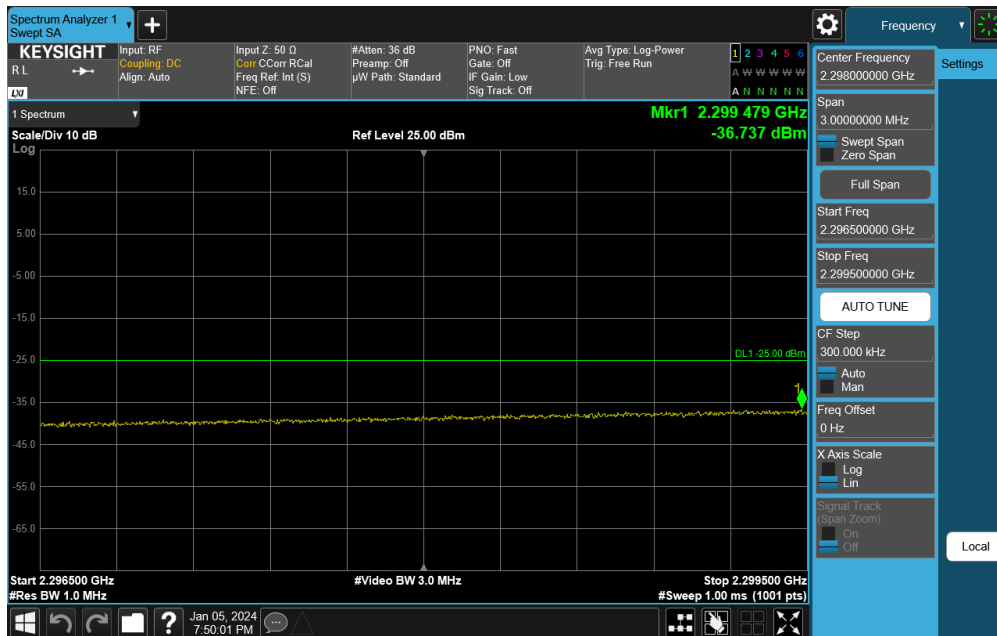 Spectrum Analyzer 1
Swept SA
Frequency
KEYSIGHT
RL
LXI
Input: RF
Coupling: DC
Align: Auto
Input Z: 50 Ω
Corr CCorr RCal
Freq Ref: Int (S)
NFE: Off
#Atten: 36 dB
Preamp: Off
µW Path: Standard
PNO: Fast
Gate: Off
IF Gain: Low
Sig Track: Off
Avg Type: Log-Power
Trig: Free Run
1 2 3 4 5 6
A W W W W W
A N N N N N
1 Spectrum
Scale/Div 10 dB
Log
Ref Level 25.00 dBm
Mkr1 2.299 479 GHz
-36.737 dBm
15.0
5.00
-5.00
-15.0
-25.0
-35.0
-45.0
-55.0
-65.0
DL1 -25.00 dBm
1
Start 2.296500 GHz
#Res BW 1.0 MHz
#Video BW 3.0 MHz
Stop 2.299500 GHz
#Sweep 1.00 ms (1001 pts)
Center Frequency
2.298000000 GHz
Span
3.00000000 MHz
Swept Span
Zero Span
Full Span
Start Freq
2.296500000 GHz
Stop Freq
2.299500000 GHz
AUTO TUNE
CF Step
300.000 kHz
Auto
Man
Freq Offset
0 Hz
X Axis Scale
Log
Lin
Signal Track
(Span Zoom)
On
Off
Settings
Local
?
Jan 05, 2024
7:50:01 PM